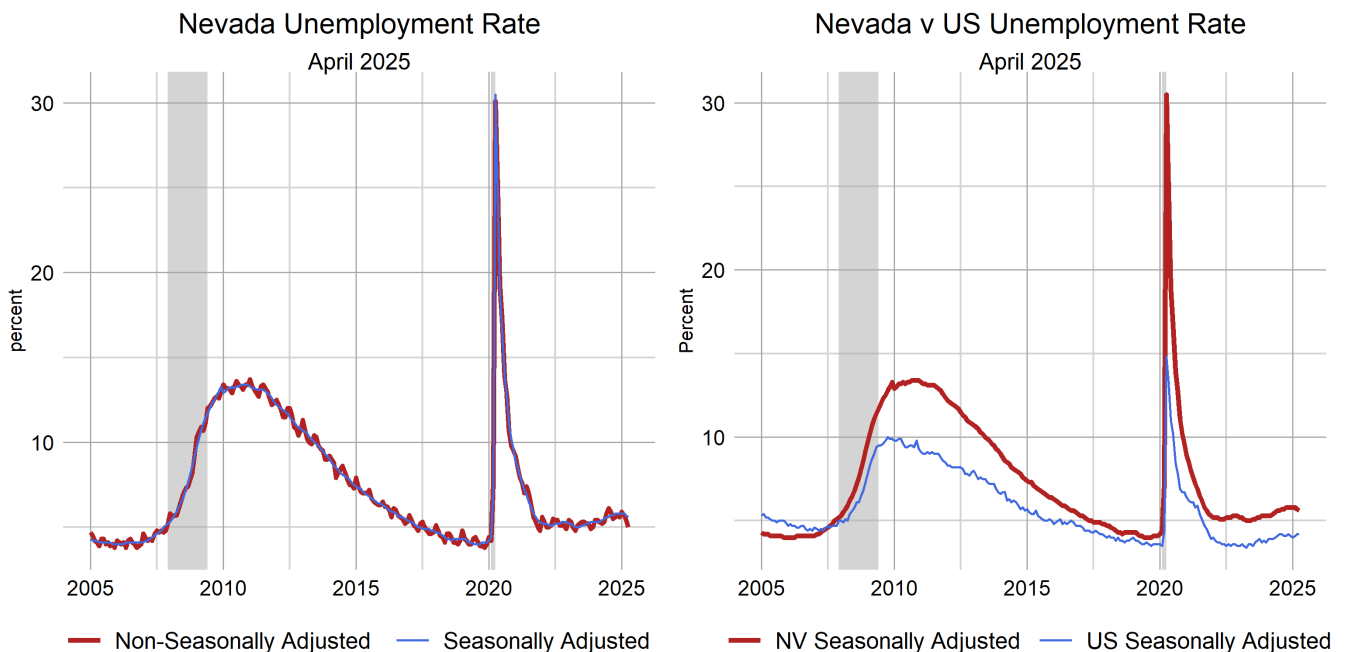 Nevada Unemployment Rate
April 2025
percent
30
20
10
2005 2010 2015 2020 2025
Non-Seasonally Adjusted Seasonally Adjusted
Nevada v US Unemployment Rate
April 2025
Percent
30
20
10
2005 2010 2015 2020 2025
NV Seasonally Adjusted US Seasonally Adjusted